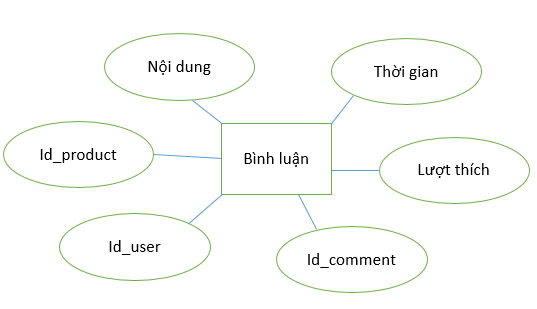 Nội dung
Thời gian
Id_product
Bình luận
Lượt thích
Id_user
Id_comment